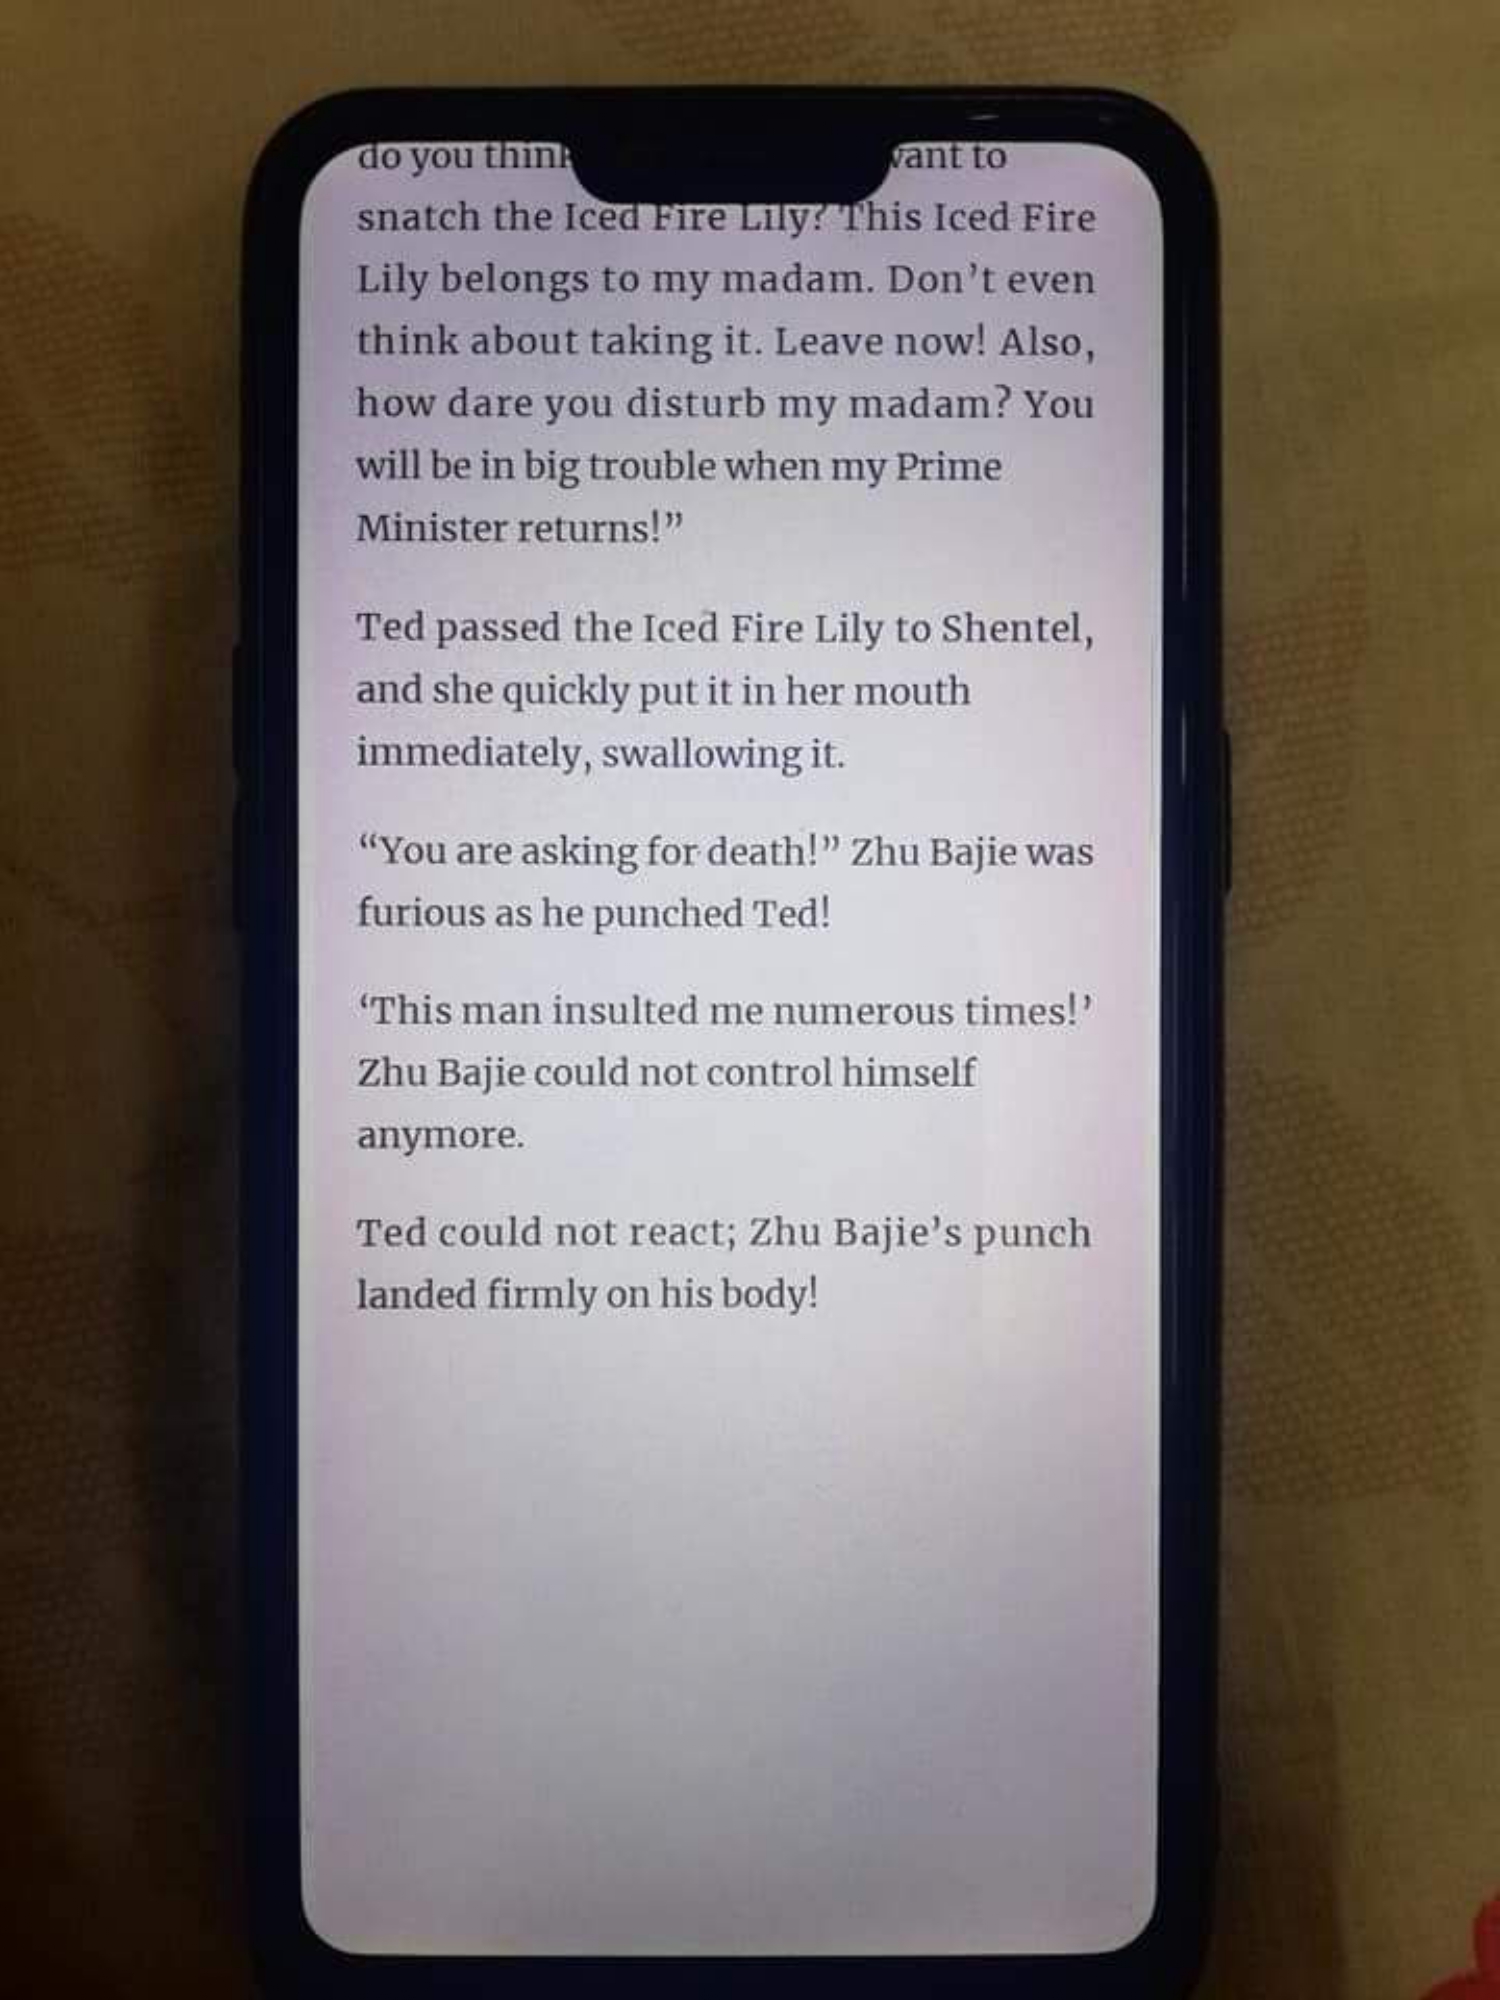 do you think want to
snatch the Iced Fire Lily? This Iced Fire
Lily belongs to my madam. Don’t even
think about taking it. Leave now! Also,
how dare you disturb my madam? You
will be in big trouble when my Prime
Minister returns!”
Ted passed the Iced Fire Lily to Shentel,
and she quickly put it in her mouth
immediately, swallowing it.
“You are asking for death!” Zhu Bajie was
furious as he punched Ted!
‘This man insulted me numerous times!’
Zhu Bajie could not control himself
anymore.
Ted could not react; Zhu Bajie’s punch
landed firmly on his body!